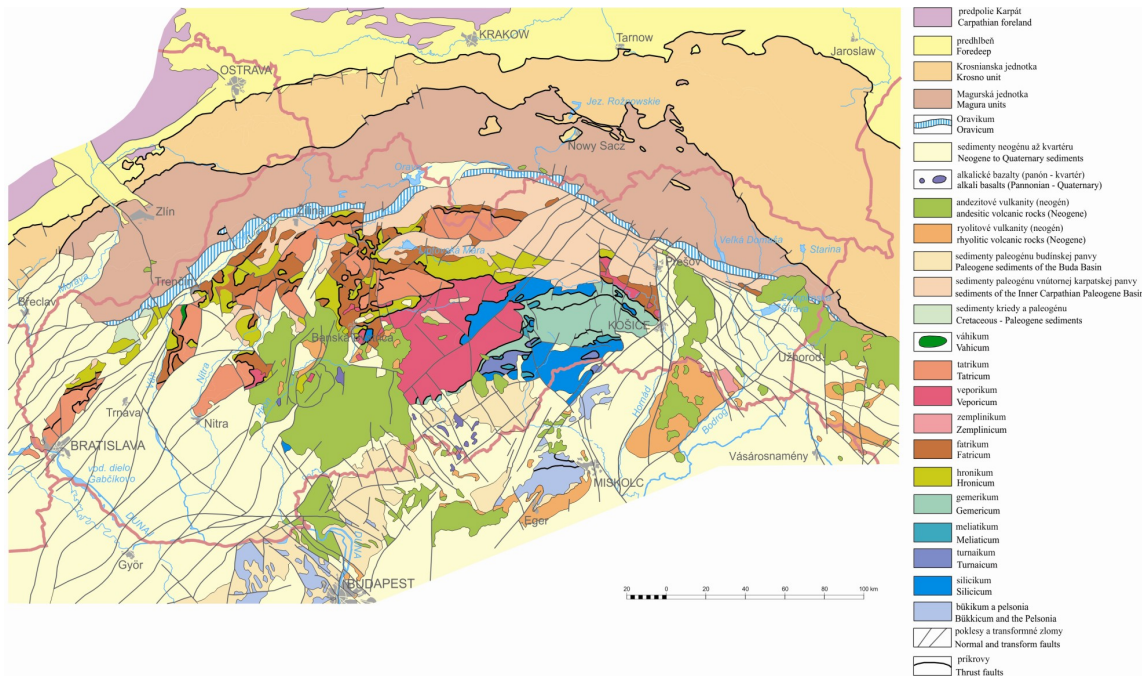 KRAKOW
Tarnow
Jaroslaw
OSTRAVA
Jez. Rożnowskie
Nowy Sacz
Orava
Zlín
Žilina
Liptovská Mara
Veľká Domaša
Starina
Prešov
Morava
Trenčín
Břeclav
Banská Bystrica
KOŠICE
Užhorod
Váh
Nitra
Hron
Hornád
Bodrog
Trnava
Nitra
BRATISLAVA
Vásárosnamény
vod. dielo
Gabčíkovo
MISKOLC
DUNAJ
Eger
DUNA
Györ
BUDAPEST
20 0 20 40 60 80 100 km
predpolie Karpát
Carpathian foreland
predhlbeň
Foredeep
Krosnianska jednotka
Krosno unit
Magurská jednotka
Magura units
Oravikum
Oravicum
sedimenty neogénu až kvartéru
Neogene to Quaternary sediments
alkalické bazalty (panón - kvartér)
alkali basalts (Pannonian - Quaternary)
andezitové vulkanity (neogén)
andesitic volcanic rocks (Neogene)
ryolitové vulkanity (neogén)
rhyolitic volcanic rocks (Neogene)
sedimenty paleogénu budínskej panvy
Paleogene sediments of the Buda Basin
sedimenty paleogénu vnútornej karpatskej panvy
sediments of the Inner Carpathian Paleogene Basin
sedimenty kriedy a paleogénu
Cretaceous - Paleogene sediments
váhikum
Vahicum
tatrikum
Tatricum
veporikum
Veporicum
zemplinikum
Zemplinicum
fatrikum
Fatricum
hronikum
Hronicum
gemerikum
Gemericum
meliatikum
Meliaticum
turnaikum
Turnaicum
silicikum
Silicicum
bükikum a pelsonia
Bükkicum and the Pelsonia
poklesy a transformné zlomy
Normal and transform faults
príkrovy
Thrust faults